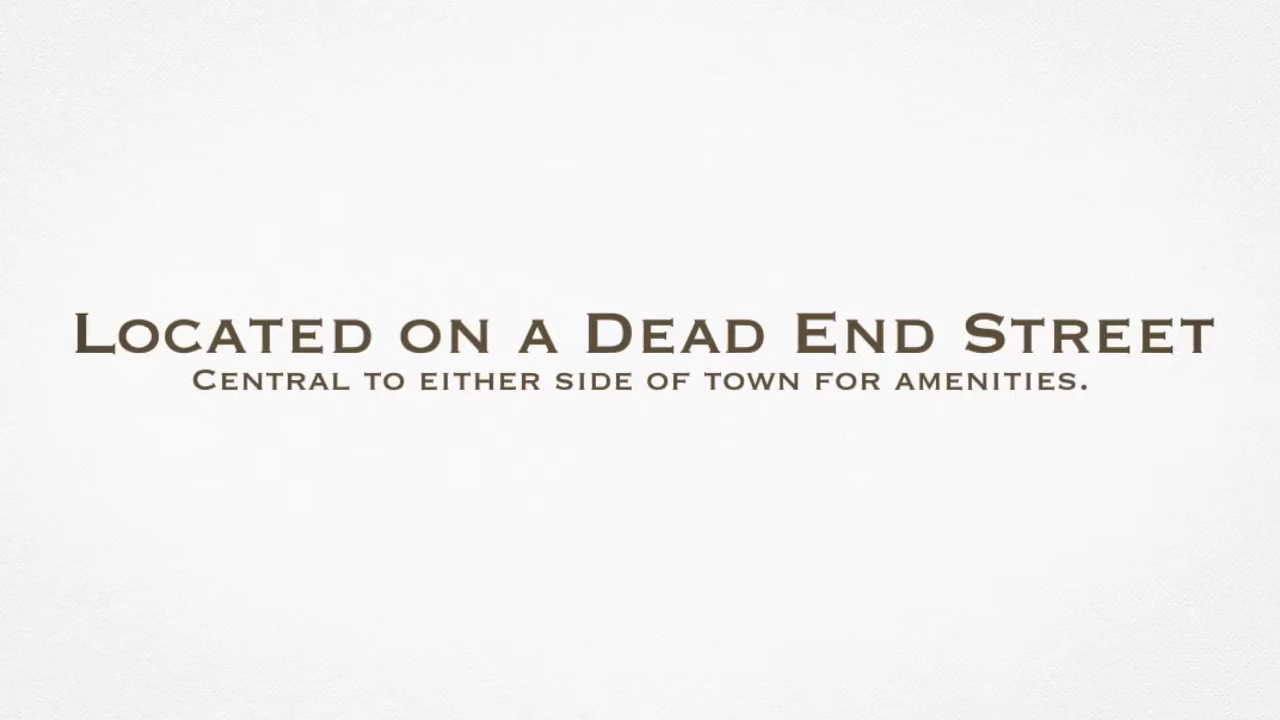 Located on a Dead End Street
Central to either side of town for amenities.